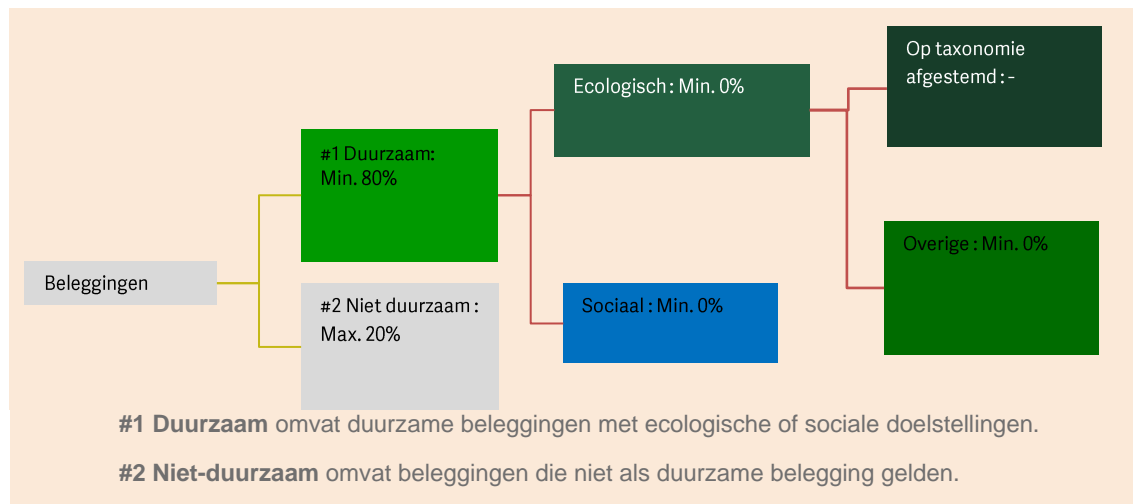 Beleggingen
#1 Duurzaam:
Min. 80%
#2 Niet duurzaam :
Max. 20%
Ecologisch : Min. 0%
Sociaal : Min. 0%
Op taxonomie
afgestemd : -
Overige : Min. 0%
#1 Duurzaam omvat duurzame beleggingen met ecologische of sociale doelstellingen.
#2 Niet-duurzaam omvat beleggingen die niet als duurzame belegging gelden.